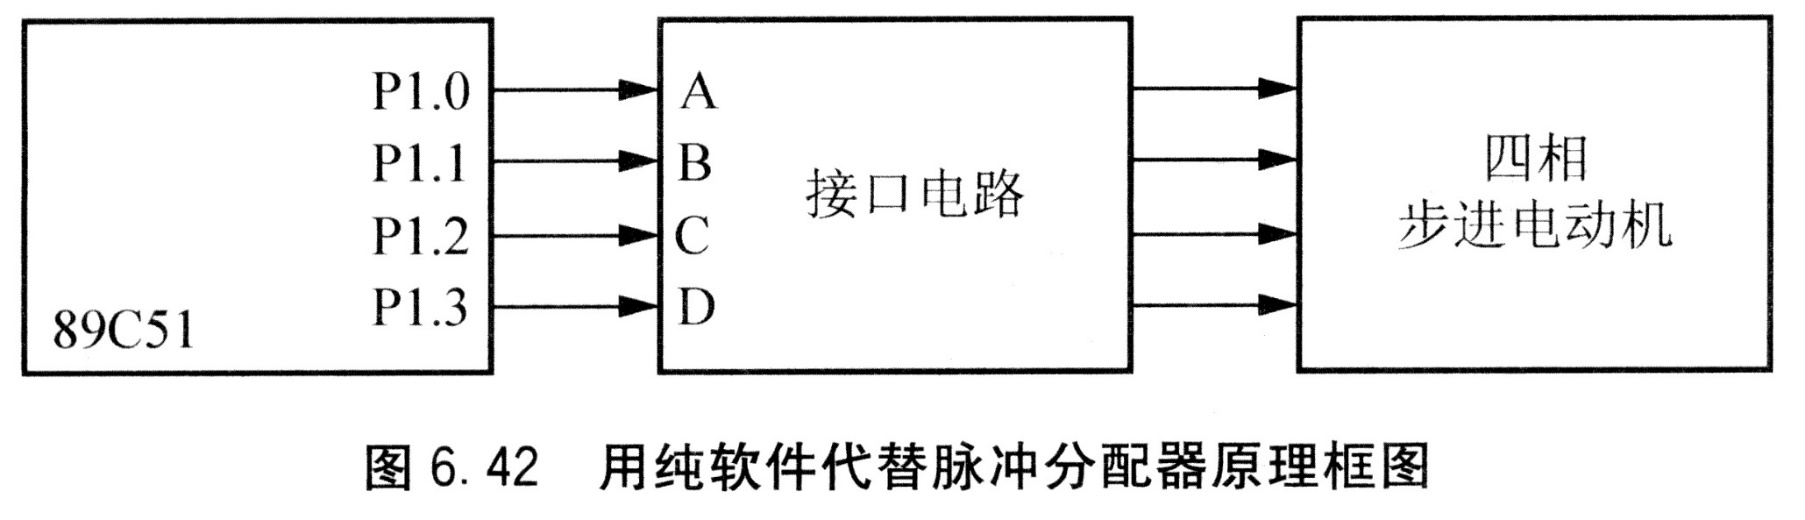 P1.0
P1.1
P1.2
P1.3
89C51
A
B
C
D
接口电路
四相
步进电动机
图 6.42 用纯软件代替脉冲分配器原理框图